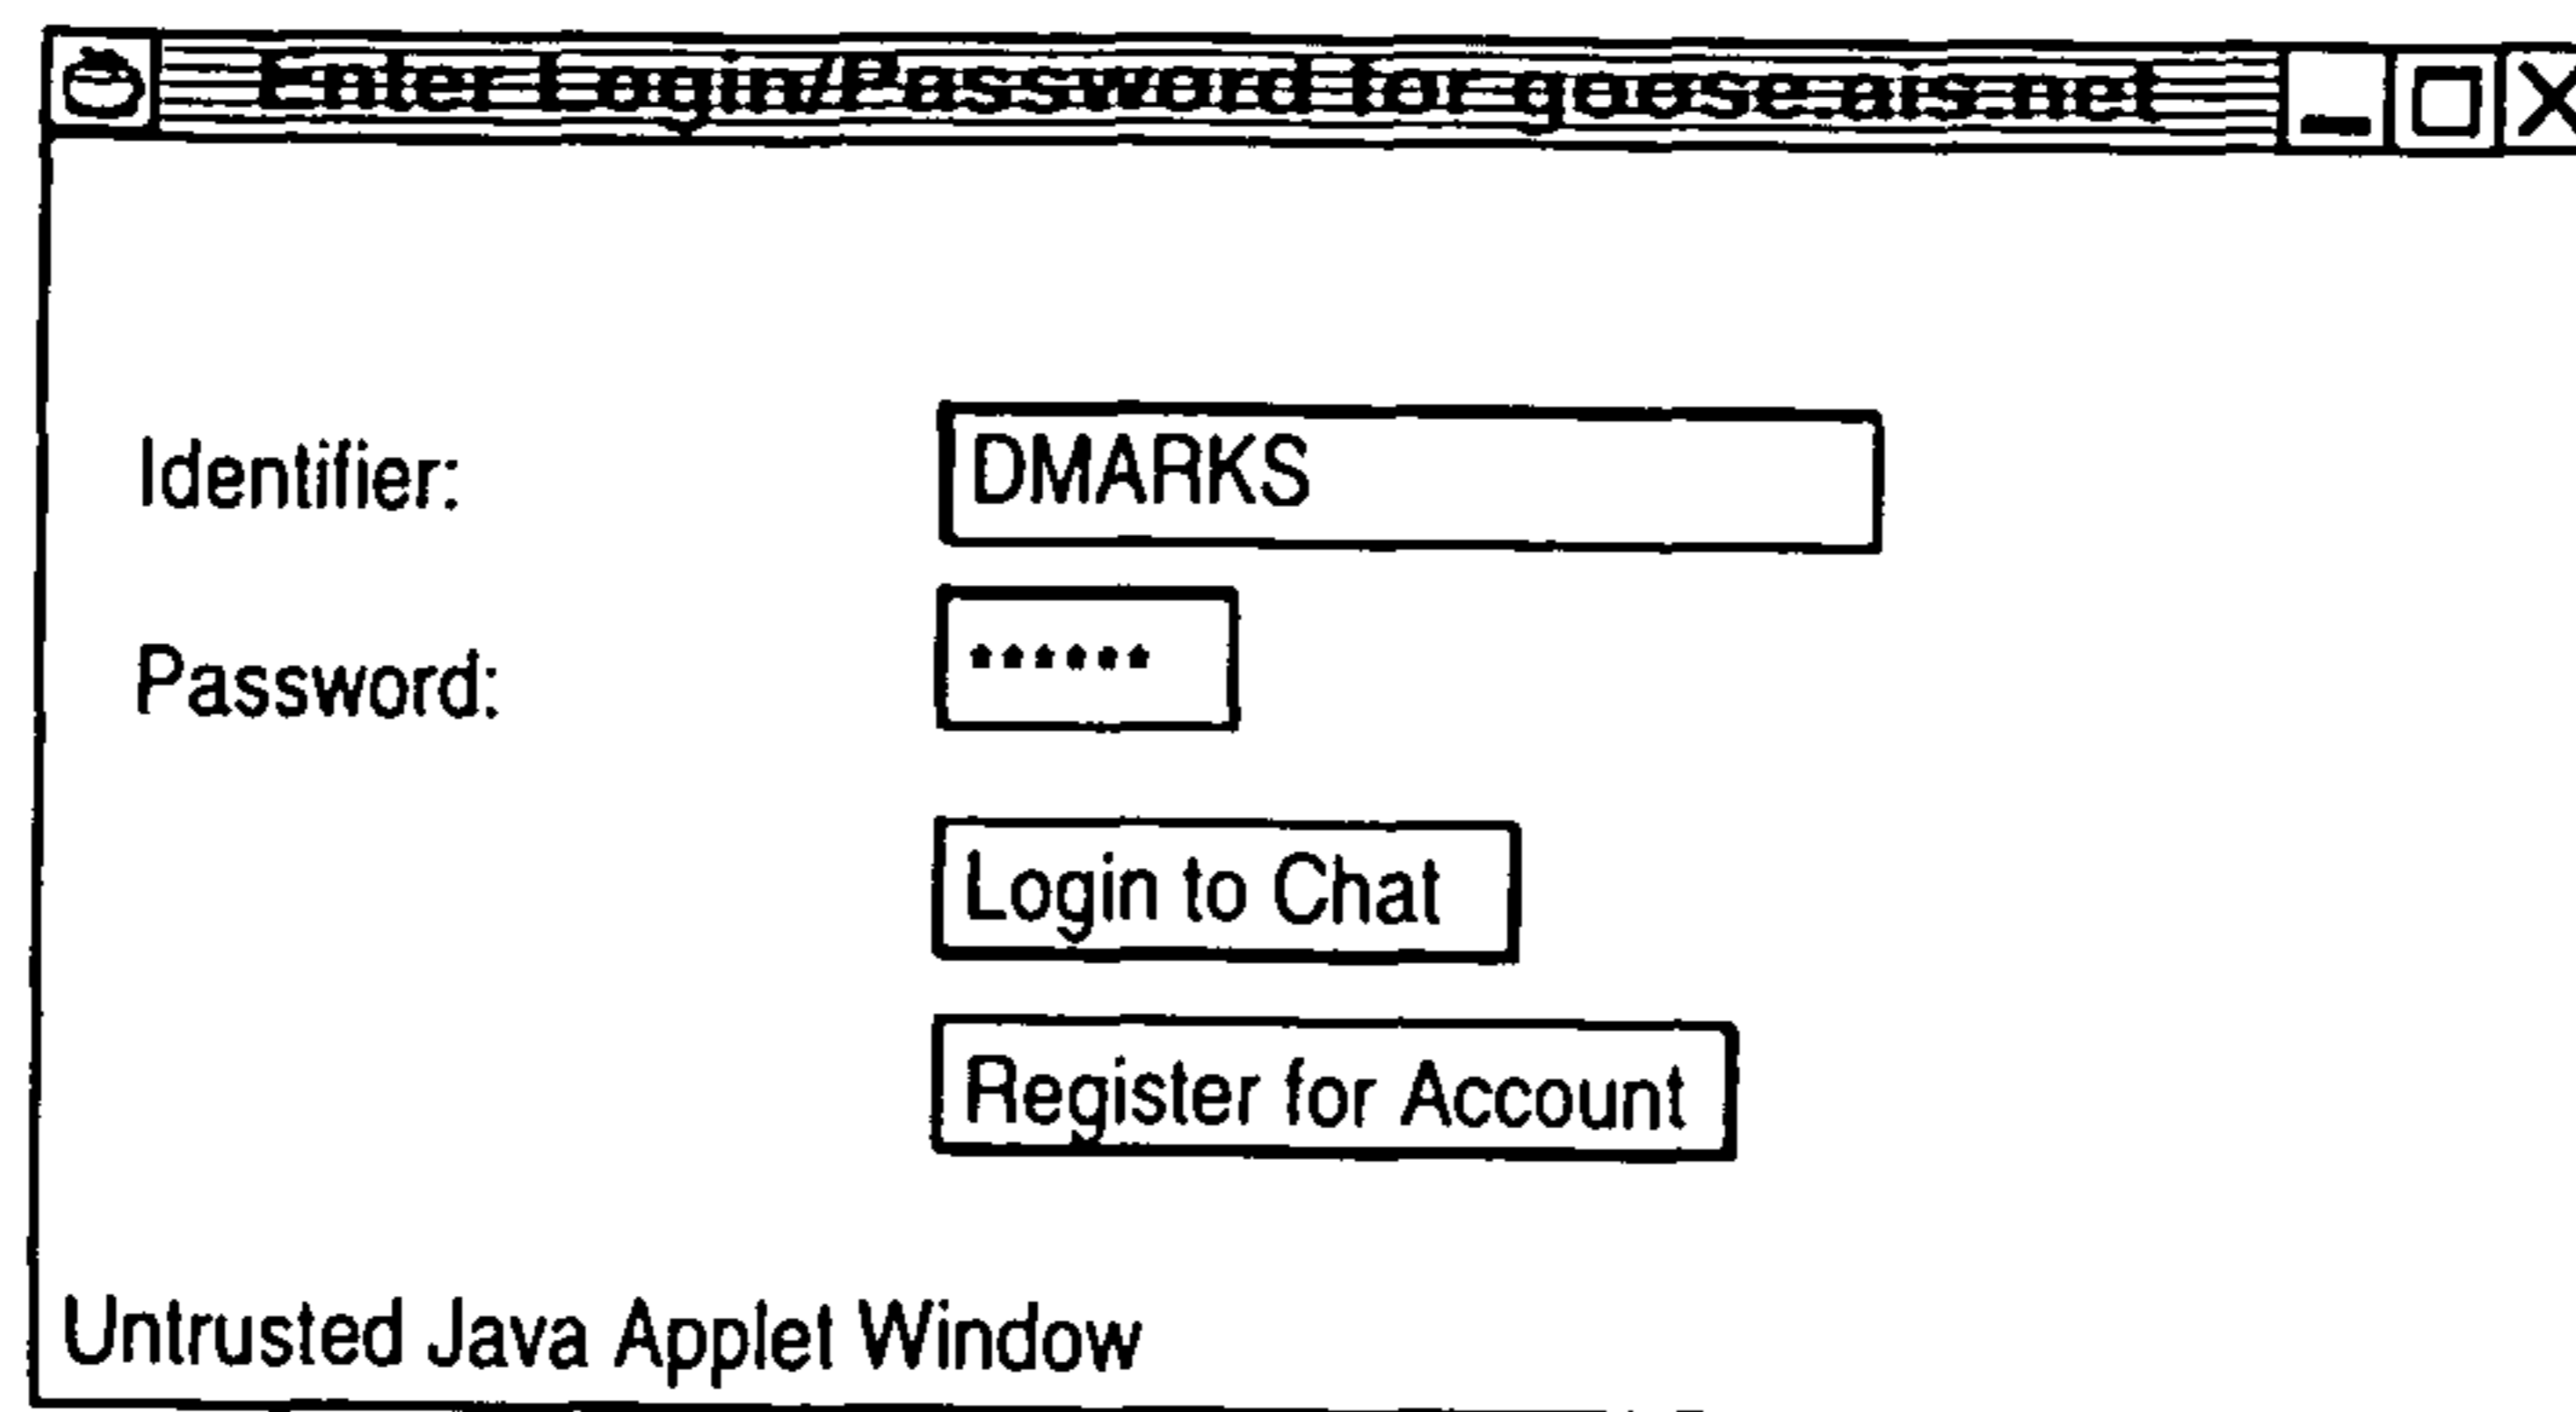 Enter Login/Password for goose.ais.net
Identifier: DMARKS
Password: ******
Login to Chat
Register for Account
Untrusted Java Applet Window